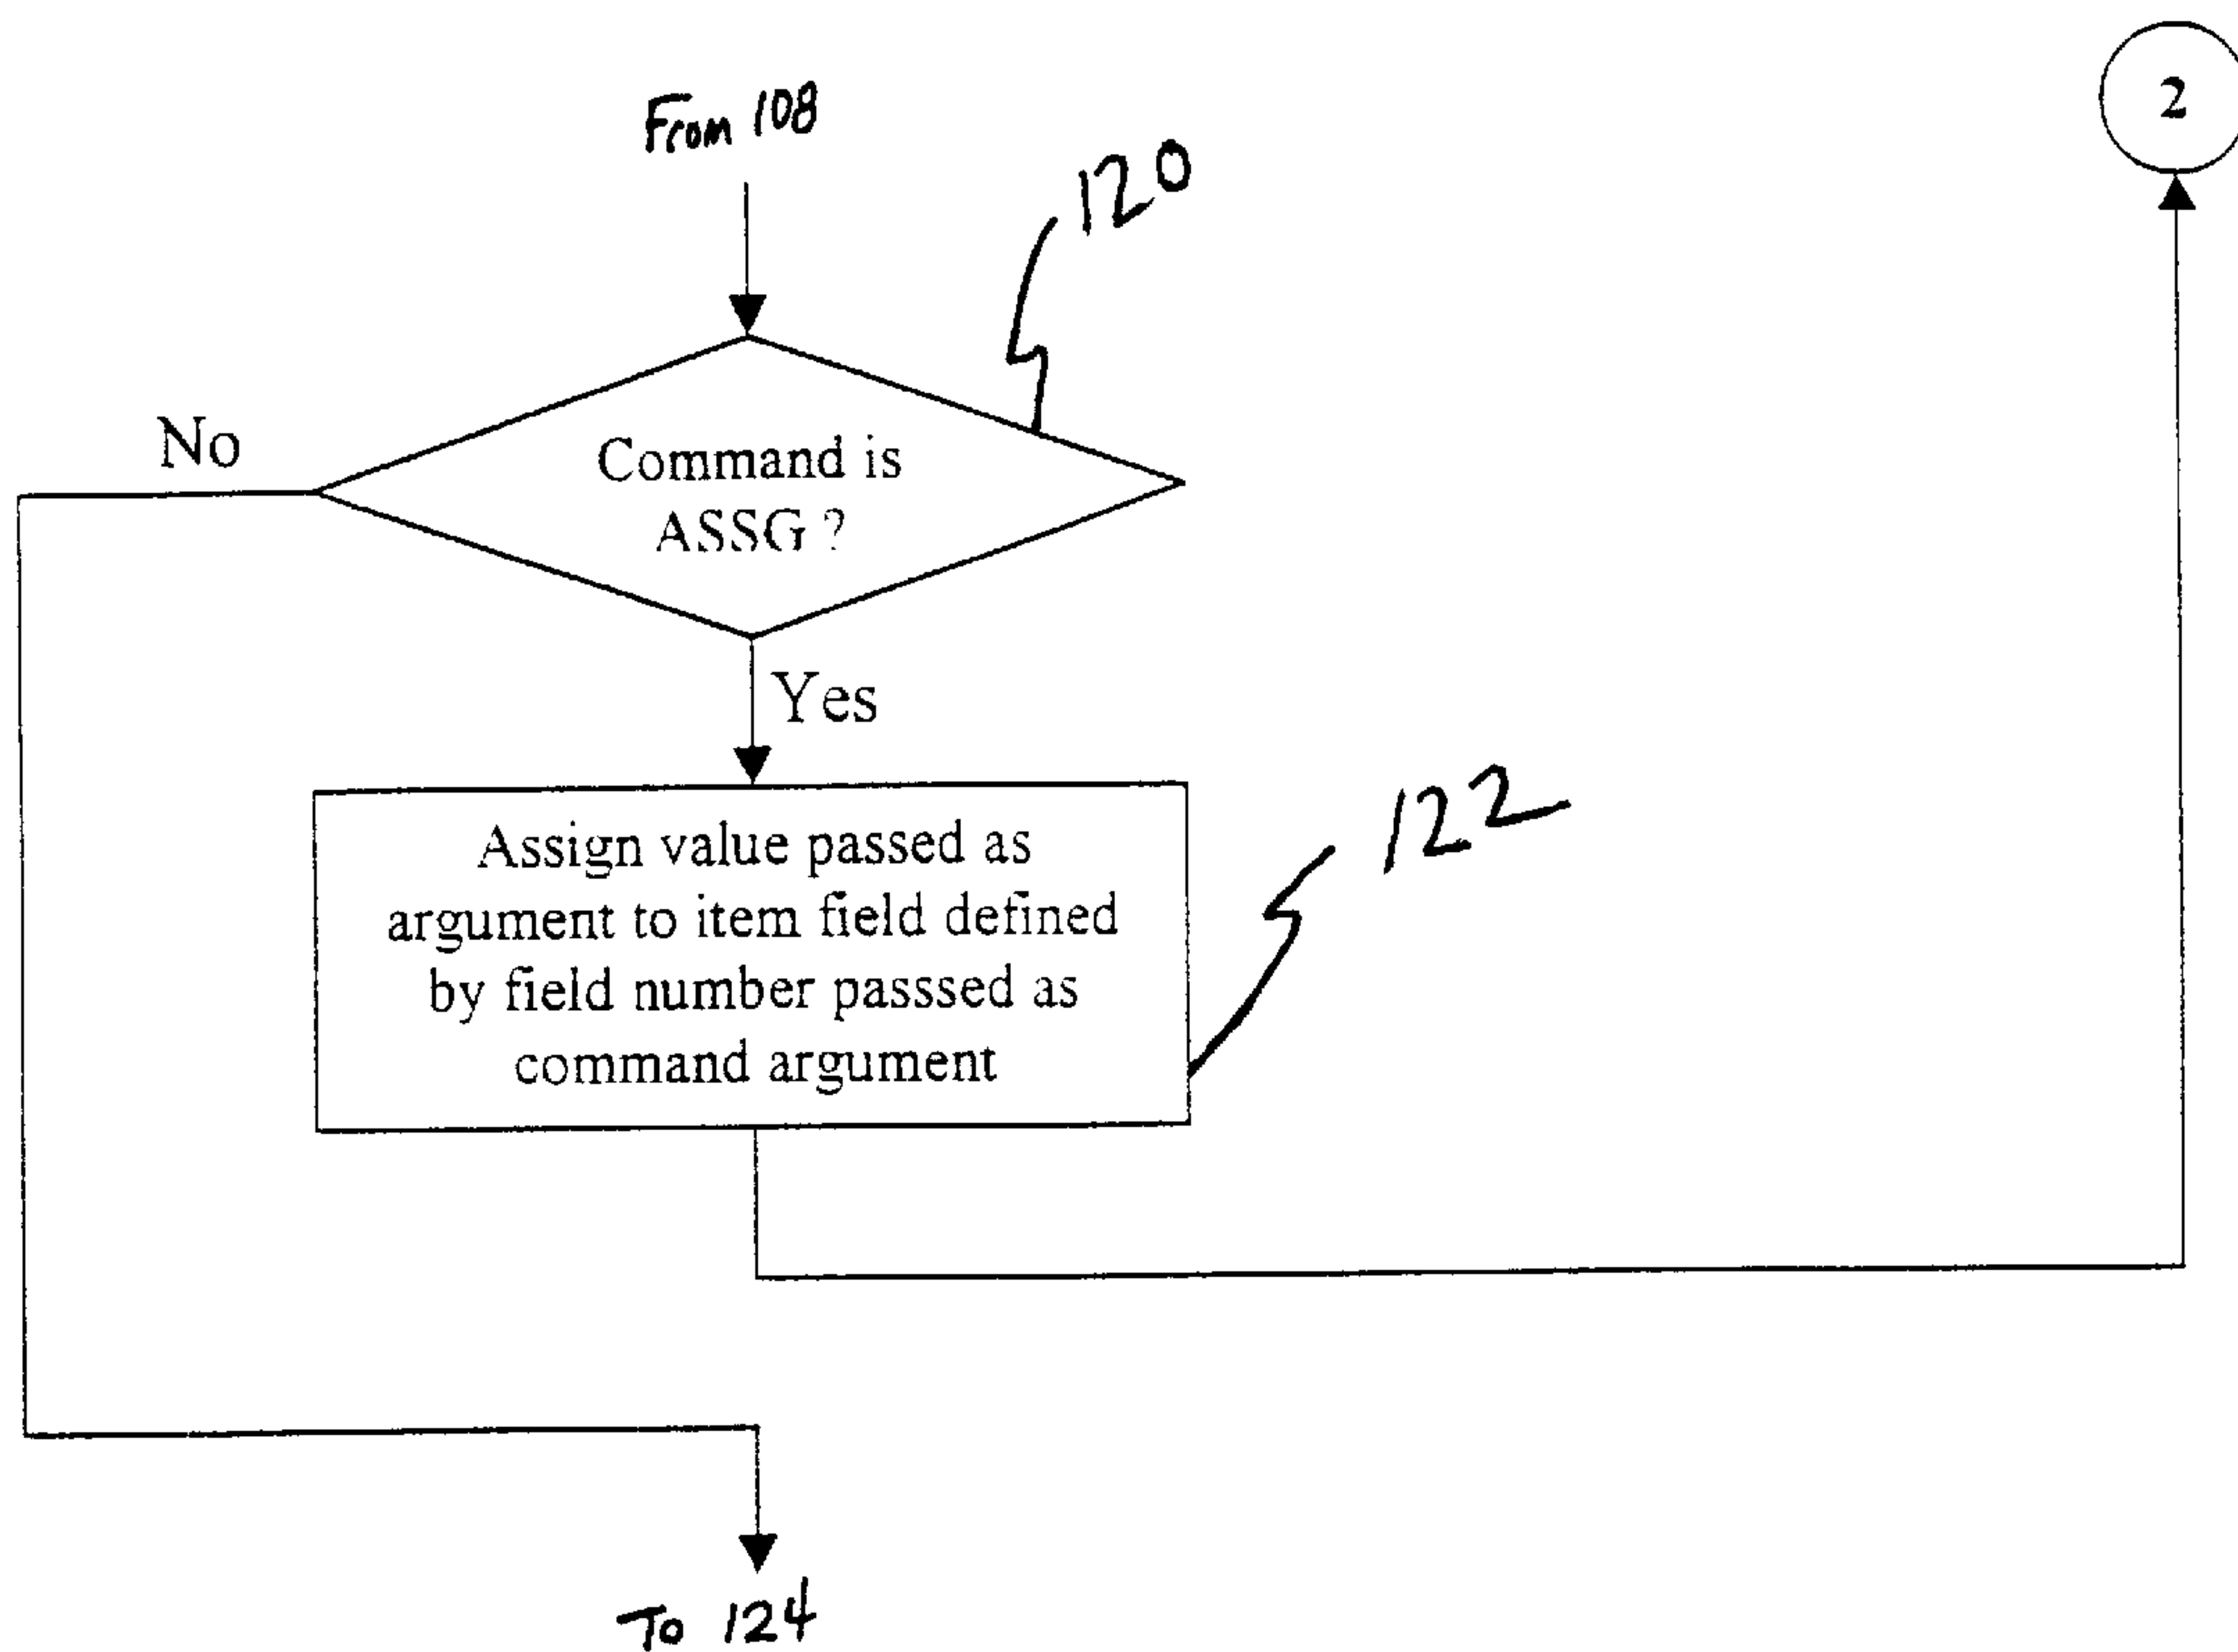 2
From 108
120
No
Command is
ASSG ?
Yes
Assign value passed as
argument to item field defined
by field number passsed as
command argument
122
To 124